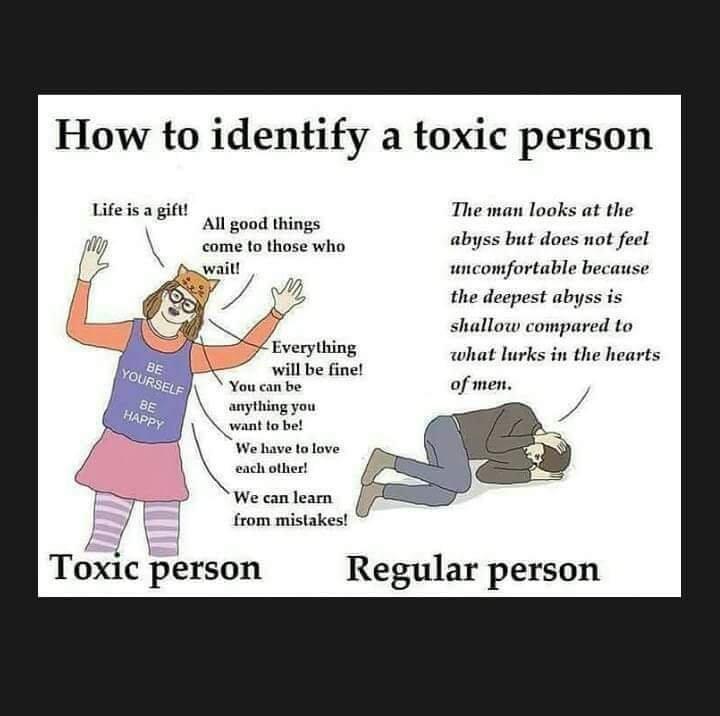 How to identify a toxic person
Life is a gift!
All good things
come to those who
wait!
Everything
will be fine!
You can be
anything you
want to be!
We have to love
each other!
We can learn
from mistakes!
BE
YOURSELF
BE
HAPPY
Toxic person
The man looks at the
abyss but does not feel
uncomfortable because
the deepest abyss is
shallow compared to
what lurks in the hearts
of men.
Regular person